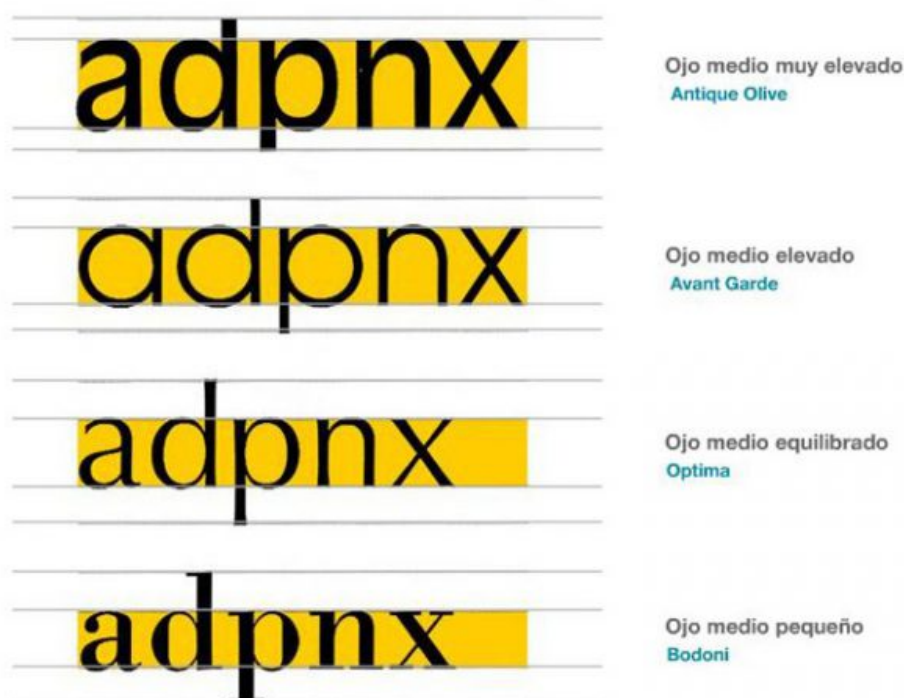 adpnx
Ojo medio muy elevado
Antique Olive
adpnx
Ojo medio elevado
Avant Garde
adpnx
Ojo medio equilibrado
Optima
adpnx
Ojo medio pequeño
Bodoni